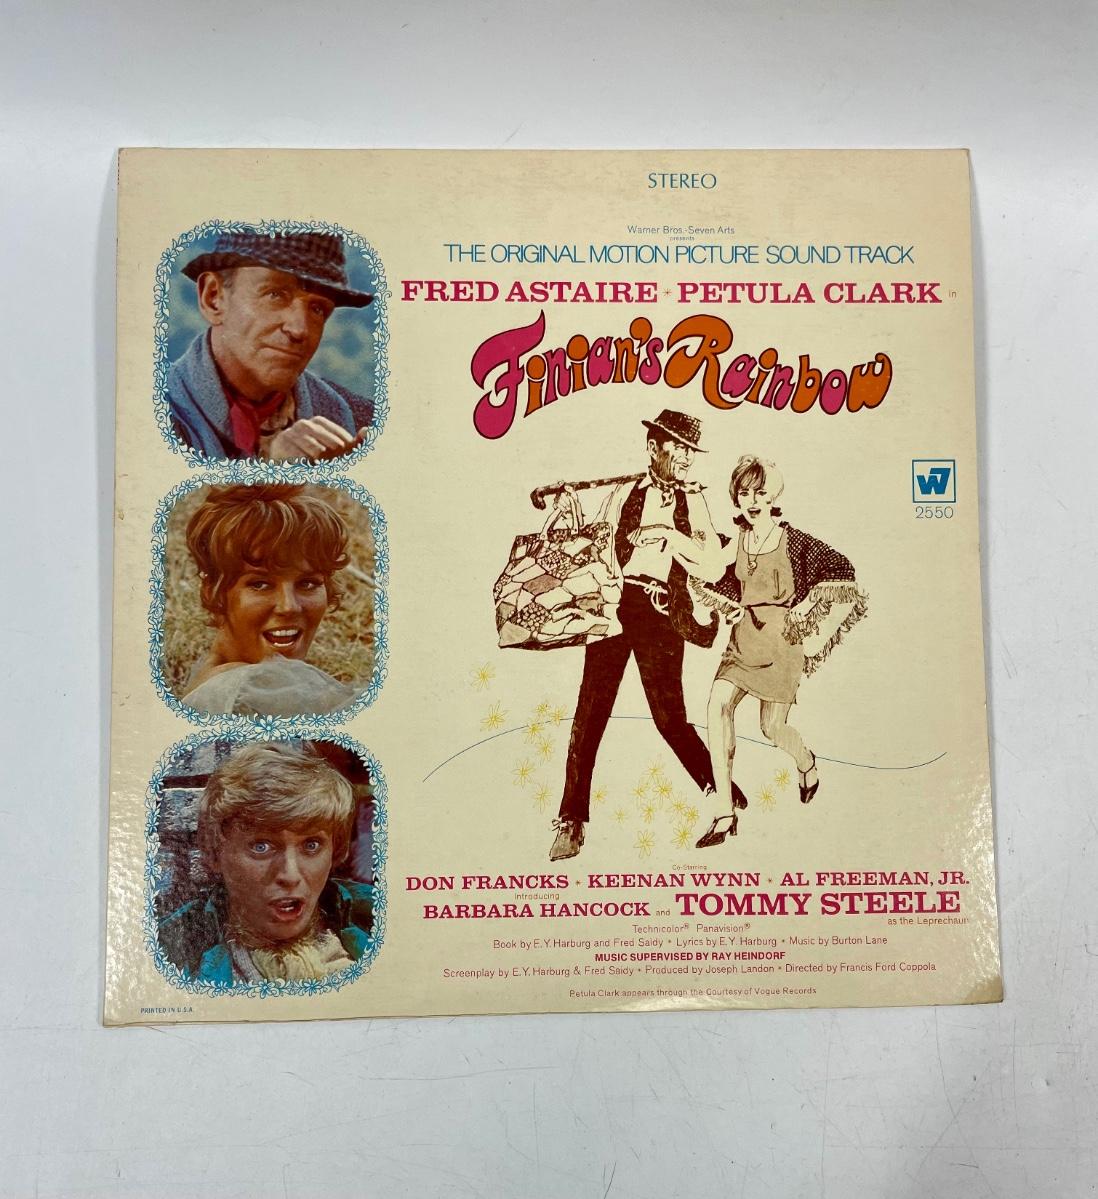 STEREO
Warner Bros.-Seven Arts
presents
THE ORIGINAL MOTION PICTURE SOUND TRACK
FRED ASTAIRE * PETULA CLARK in
Finian's Rainbow
W7
2550
Co-Starring
DON FRANCKS * KEENAN WYNN * AL FREEMAN, JR.
Introducing
BARBARA HANCOCK and TOMMY STEELE
as the Leprechaun
Technicolor® Panavision®
Book by E.Y. Harburg and Fred Saidy • Lyrics by E.Y. Harburg • Music by Burton Lane
MUSIC SUPERVISED BY RAY HEINDORF
Screenplay by E.Y. Harburg & Fred Saidy • Produced by Joseph Landon • Directed by Francis Ford Coppola
Petula Clark appears through the Courtesy of Vogue Records
PRINTED IN U.S.A.